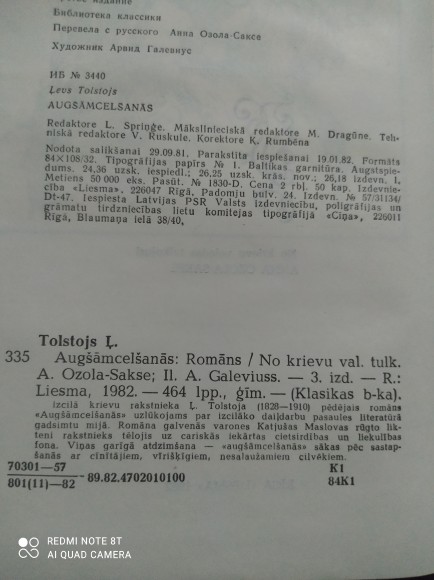 издание
Библиотека классики
Перевела с русского Анна Озола-Саксе
Художник Арвид Галевиус
ИБ № 3440
Ļevs Tolstojs
AUGŠĀMCELŠANĀS
Redaktore L. Spriņģe. Mākslinieciskā redaktore M. Dragūne. Teh-
niskā redaktore V. Ruskule. Korektore Ķ. Rumbēna
Nodota salikšanai 29.09.81. Parakstīta iespiešanai 19.01.82. Formāts
84×108/32. Tipogrāfijas papīrs № 1. Baltikas garnitūra. Augstspie-
dums. 24,36 uzsk. iespiedl.; 26,25 uzsk. krās. nov.; 26,18 izdevn. l.
Metiens 50 000 eks. Pasūt. № 1830-D. Cena 2 rbļ. 50 kap. Izdevnie-
cība «Liesma», 226047 Rīgā, Padomju bulv. 24. Izdevn. № 57/31134/
Dt-47. Iespiesta Latvijas PSR Valsts izdevniecību, poligrāfijas un
grāmatu tirdzniecības lietu komitejas tipogrāfijā «Cīņa», 226011
Rīgā, Blaumaņa ielā 38/40.
Tolstojs Ļ.
335 Augšāmcelšanās: Romāns / No krievu val. tulk.
A. Ozola-Sakse; Il. A. Galeviuss. — 3. izd. — R.:
Liesma, 1982. — 464 lpp., ģīm. — (Klasikas b-ka).
Izcilā krievu rakstnieka Ļ. Tolstoja (1828—1910) pēdējais romāns
«Augšāmcelšanās» uzlūkojams par izcilāko daiļdarbu pasaules literatūrā
gadsimtu mijā. Romāna galvenās varones Katjušas Maslovas rūgto lik-
teni rakstnieks tēlojis uz cariskās iekārtas cietsirdības un liekulības
fona. Viņas garīgā atdzimšana — «augšāmcelšanās» sākas pēc sastap-
šanās ar cīnītājiem, vīrišķīgiem, nesalaužamiem cilvēkiem.
70301—57 K1
801(11)—82 —89.82.4702010100 84K1
REDMI NOTE 8T
AI QUAD CAMERA